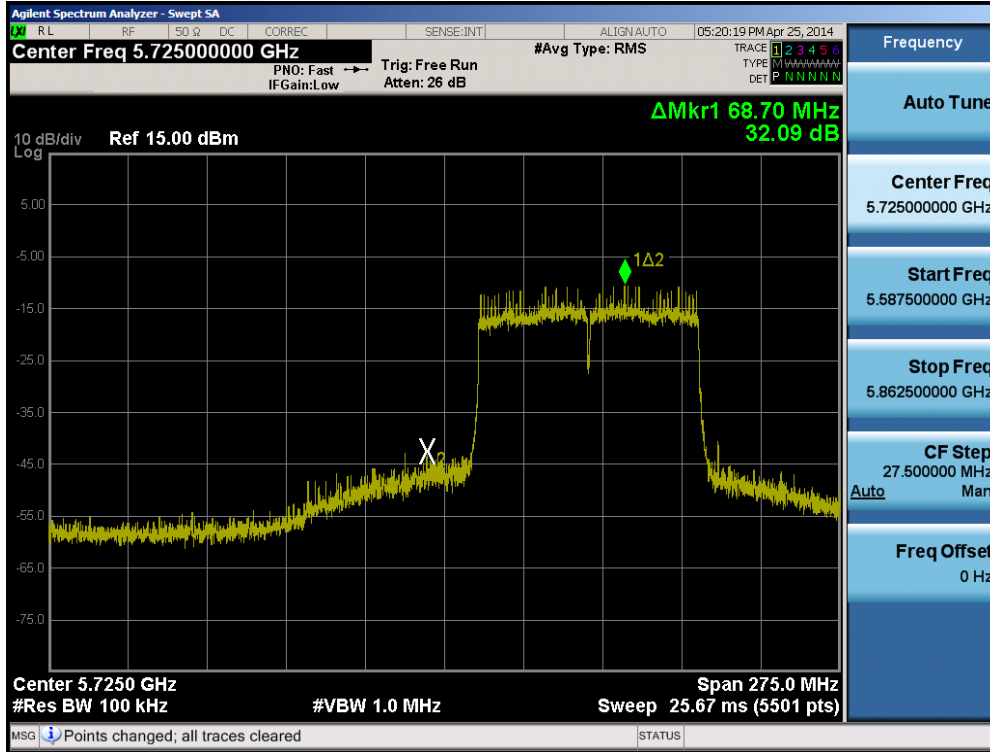 Agilent Spectrum Analyzer - Swept SA
LXI RL RF 50 Ω DC CORREC SENSE:INT ALIGN AUTO 05:20:19 PM Apr 25, 2014
Center Freq 5.725000000 GHz
PNO: Fast
IFGain:Low
Trig: Free Run
Atten: 26 dB
#Avg Type: RMS
TRACE 1 2 3 4 5 6
TYPE M
DET P N N N N N
ΔMkr1 68.70 MHz
32.09 dB
10 dB/div Ref 15.00 dBm
Log
5.00
-5.00
-15.0
-25.0
-35.0
-45.0
-55.0
-65.0
-75.0
1Δ2
X2
Center 5.7250 GHz Span 275.0 MHz
#Res BW 100 kHz #VBW 1.0 MHz Sweep 25.67 ms (5501 pts)
MSG Points changed; all traces cleared STATUS
Frequency
Auto Tune
Center Freq
5.725000000 GHz
Start Freq
5.587500000 GHz
Stop Freq
5.862500000 GHz
CF Step
27.500000 MHz
Auto Man
Freq Offset
0 Hz